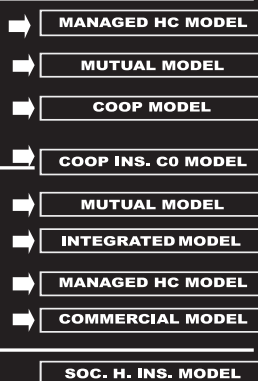 MANAGED HC MODEL
MUTUAL MODEL
COOP MODEL
COOP INS. C0 MODEL
MUTUAL MODEL
INTEGRATED MODEL
MANAGED HC MODEL
COMMERCIAL MODEL
SOC. H. INS. MODEL